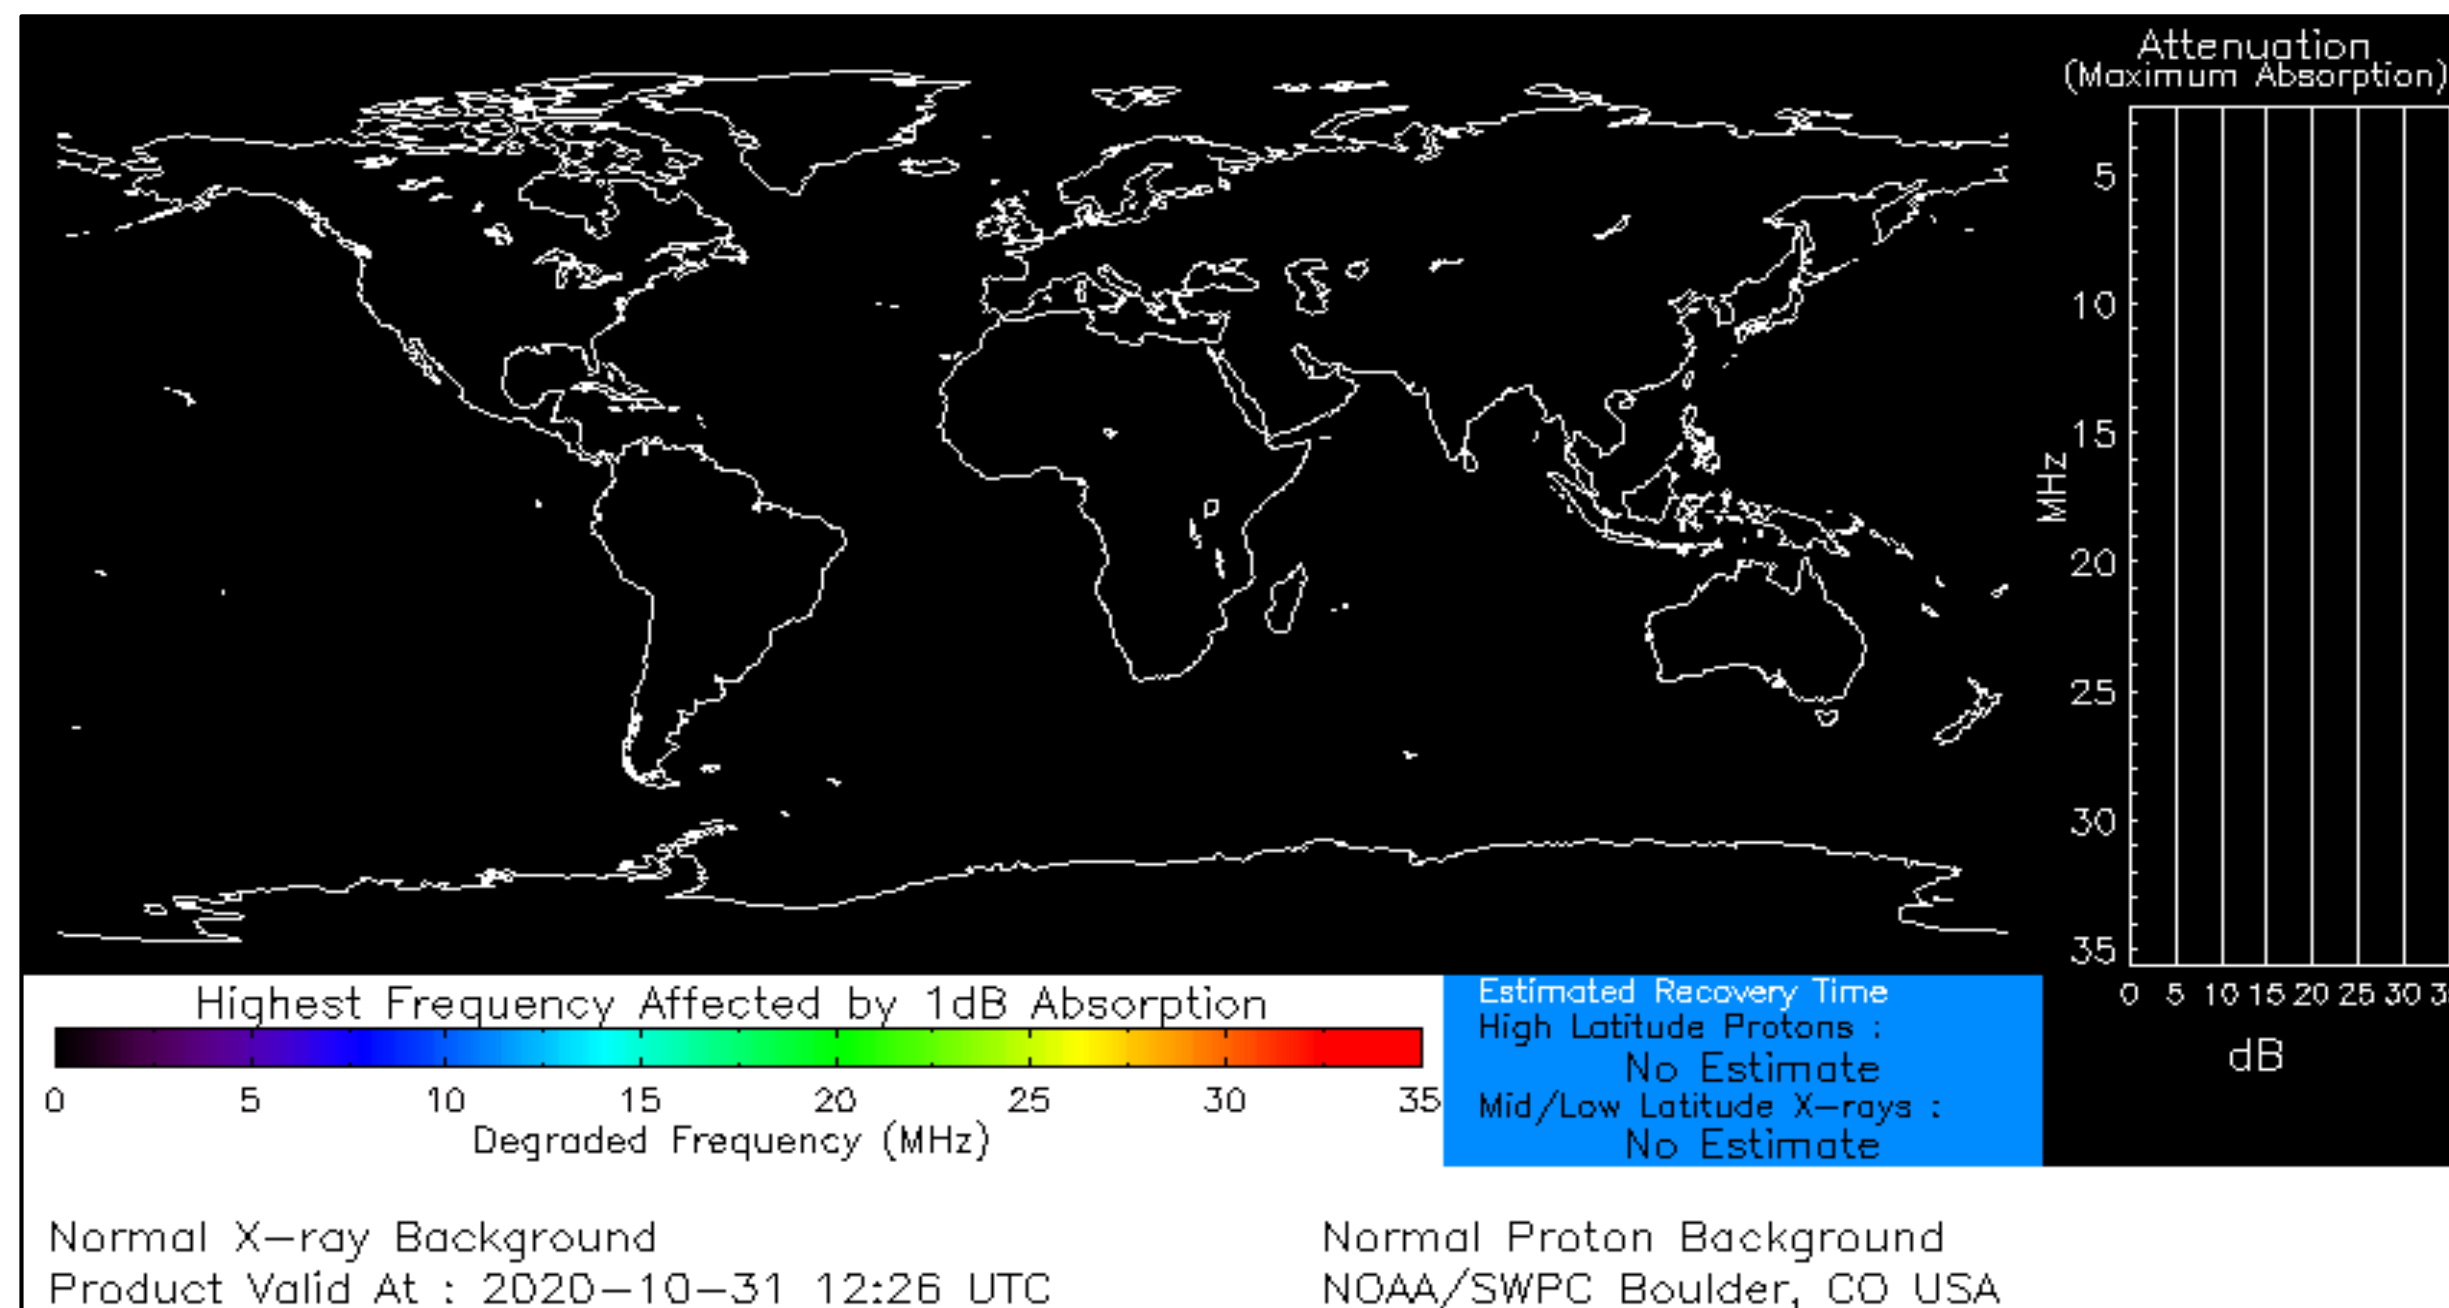 Attenuation
(Maximum Absorption)
5
10
15
20
25
30
35
MHz
0 5 10 15 20 25 30
dB
Highest Frequency Affected by 1dB Absorption
0 5 10 15 20 25 30 35
Degraded Frequency (MHz)
Estimated Recovery Time
High Latitude Protons :
No Estimate
Mid/Low Latitude X-rays :
No Estimate
Normal X-ray Background
Normal Proton Background
Product Valid At : 2020-10-31 12:26 UTC
NOAA/SWPC Boulder, CO USA